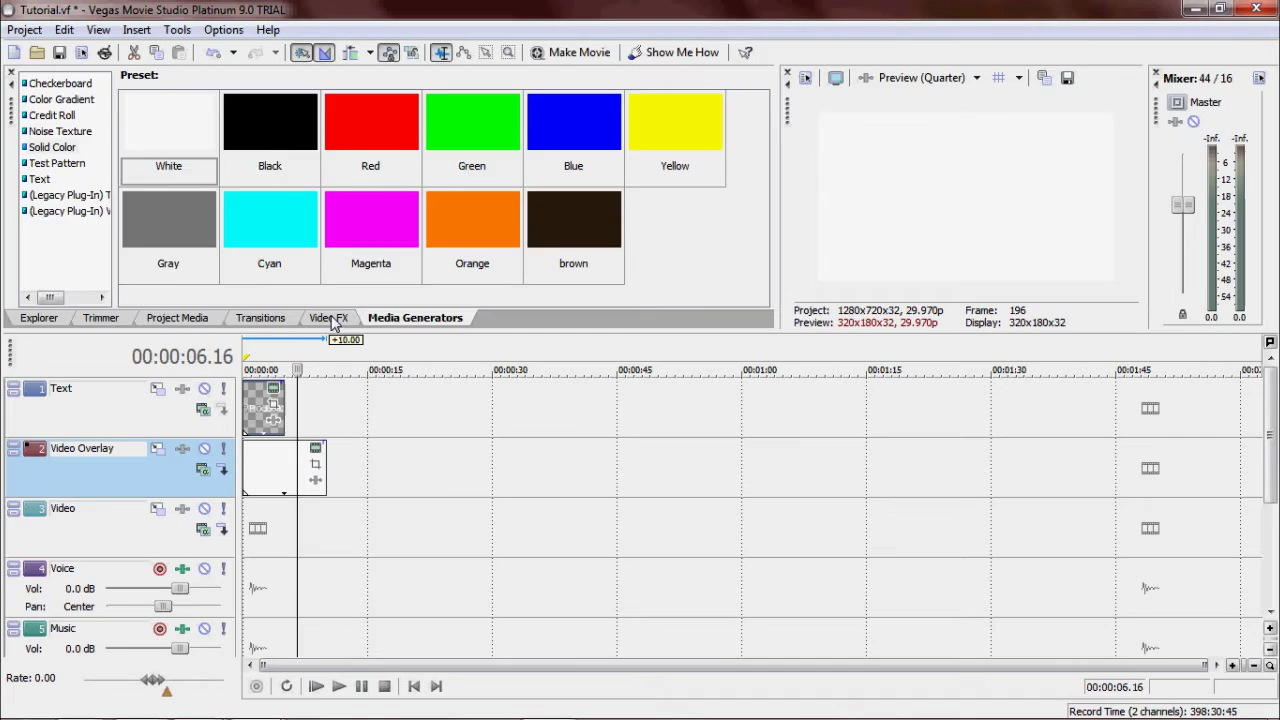 Tutorial.vf * - Vegas Movie Studio Platinum 9.0 TRIAL
Project Edit View Insert Tools Options Help
Make Movie Show Me How
Preset:
Checkerboard
Color Gradient
Credit Roll
Noise Texture
Solid Color
Test Pattern
Text
(Legacy Plug-In) T
(Legacy Plug-In)
White Black Red Green Blue Yellow
Gray Cyan Magenta Orange brown
Explorer Trimmer Project Media Transitions Video FX Media Generators
Preview (Quarter)
Project: 1280x720x32, 29.970p Frame: 196
Preview: 320x180x32, 29.970p Display: 320x180x32
Mixer: 44 / 16
Master
-Inf. -Inf.
6
12
18
24
30
36
42
48
54
0.0 0.0
+10.00
00:00:06.16
00:00:00 00:00:15 00:00:30 00:00:45 00:01:00 00:01:15 00:01:30 00:01:45
1 Text
2 Video Overlay
3 Video
4 Voice
Vol: 0.0 dB
Pan: Center
5 Music
Vol: 0.0 dB
Rate: 0.00
00:00:06.16
Record Time (2 channels): 398:30:45